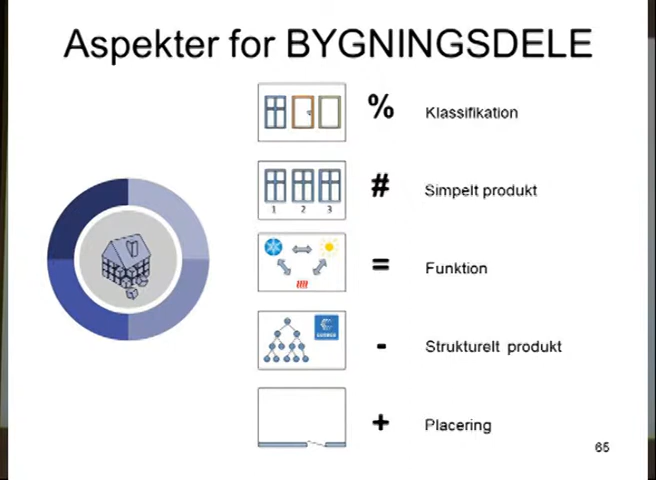 Aspekter for BYGNINGSDELE
% Klassifikation
1 2 3
# Simpelt produkt
= Funktion
- Strukturelt produkt
+ Placering
65